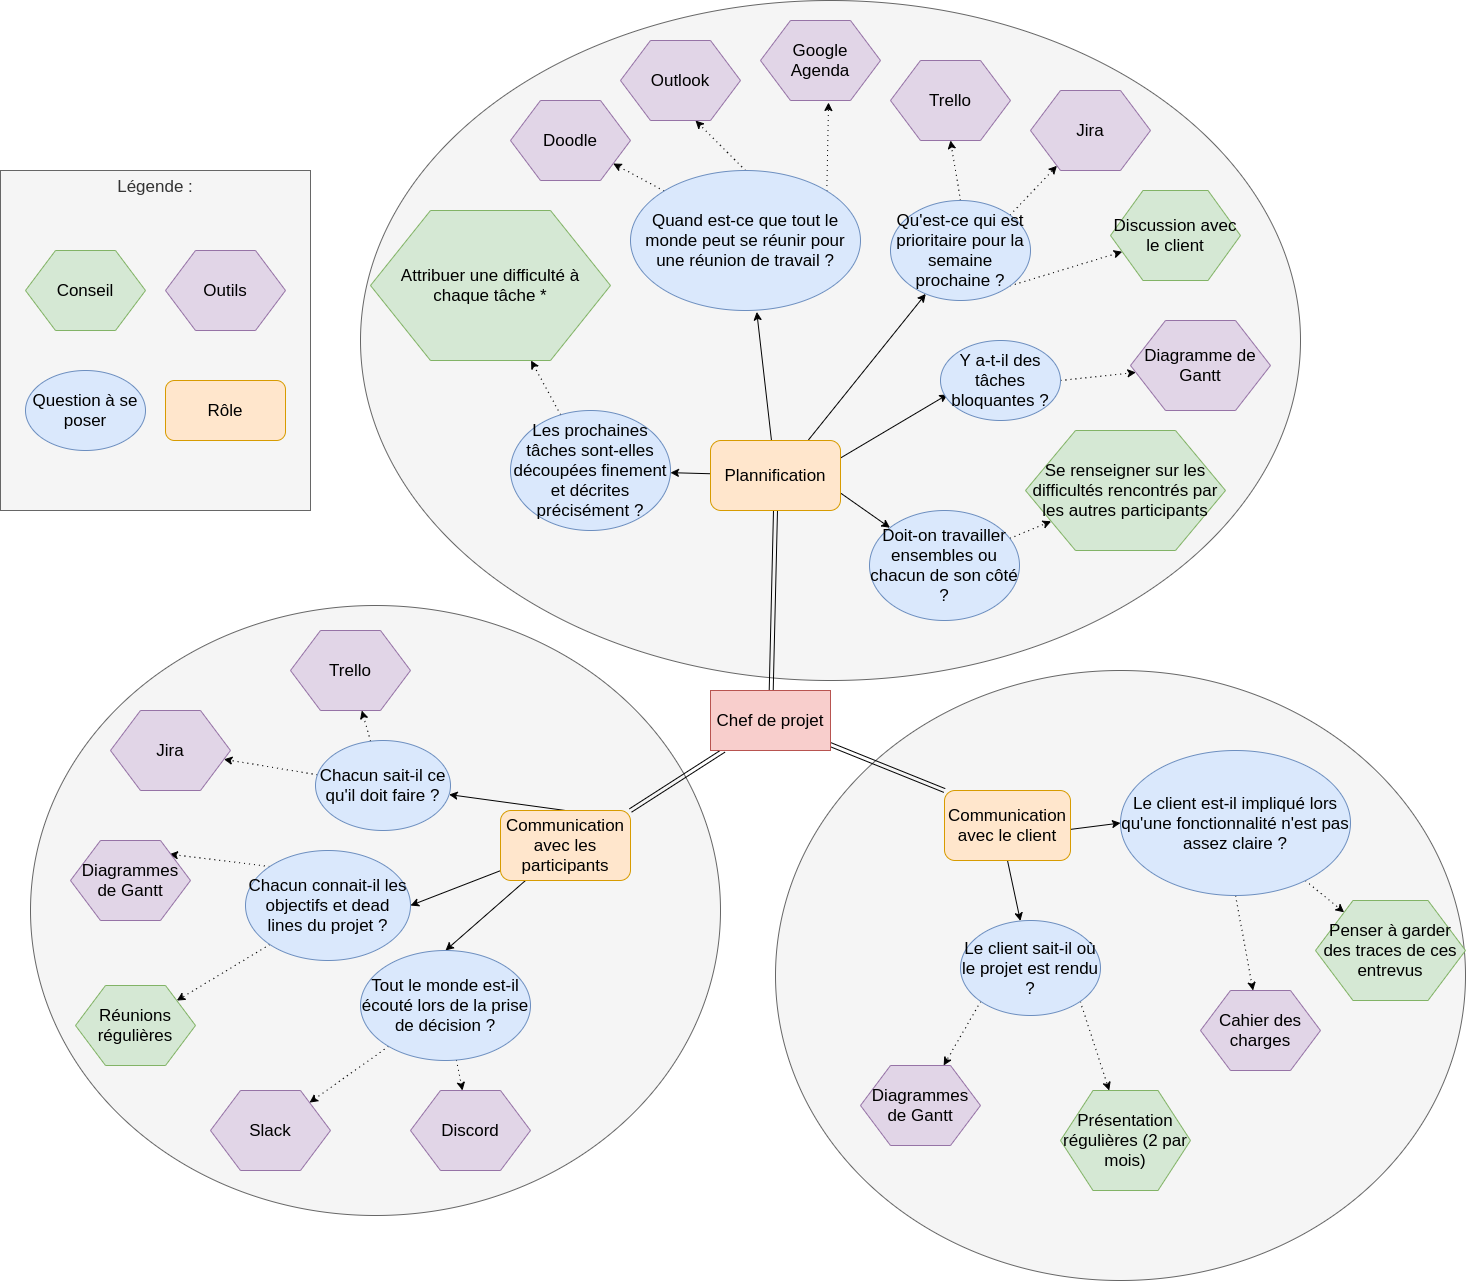 Légende :
Conseil
Outils
Question à se
poser
Rôle
Google
Agenda
Outlook
Trello
Doodle
Jira
Quand est-ce que tout le
monde peut se réunir pour
une réunion de travail ?
Qu'est-ce qui est
prioritaire pour la
semaine
prochaine ?
Discussion avec
le client
Attribuer une difficulté à
chaque tâche *
Y a-t-il des
tâches
bloquantes ?
Diagramme de
Gantt
Les prochaines
tâches sont-elles
découpées finement
et décrites
précisément ?
Plannification
Se renseigner sur les
difficultés rencontrés par
les autres participants
Doit-on travailler
ensembles ou
chacun de son côté
?
Chef de projet
Trello
Jira
Chacun sait-il ce
qu'il doit faire ?
Communication
avec les
participants
Diagrammes
de Gantt
Chacun connait-il les
objectifs et dead
lines du projet ?
Réunions
régulières
Tout le monde est-il
écouté lors de la prise
de décision ?
Slack
Discord
Communication
avec le client
Le client est-il impliqué lors
qu'une fonctionnalité n'est pas
assez claire ?
Le client sait-il où
le projet est rendu
?
Penser à garder
des traces de ces
entrevus
Cahier des
charges
Diagrammes
de Gantt
Présentation
régulières (2 par
mois)